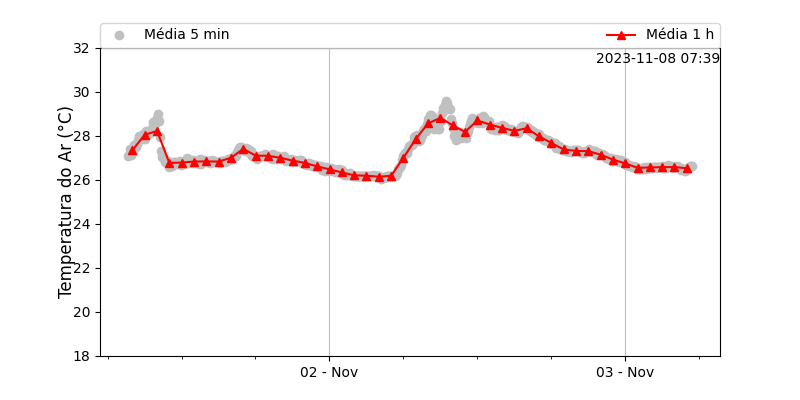 Média 5 min
Média 1 h
2023-11-08 07:39
Temperatura do Ar (°C)
32
30
28
26
24
22
20
18
02 - Nov
03 - Nov